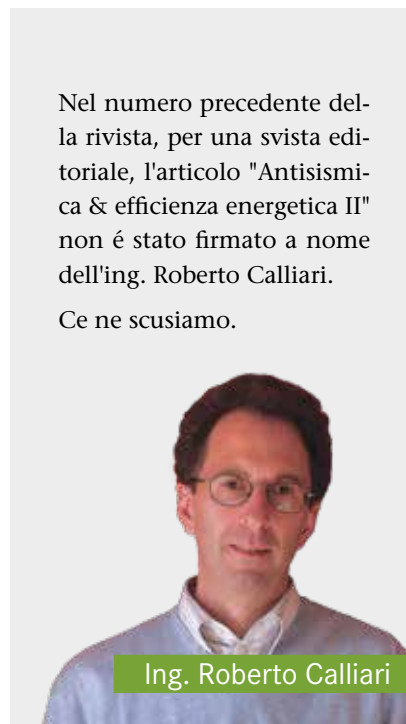 Nel numero precedente del-
la rivista, per una svista edi-
toriale, l'articolo "Antisismi-
ca & efficienza energetica II"
non é stato firmato a nome
dell'ing. Roberto Calliari.
Ce ne scusiamo.
Ing. Roberto Calliari